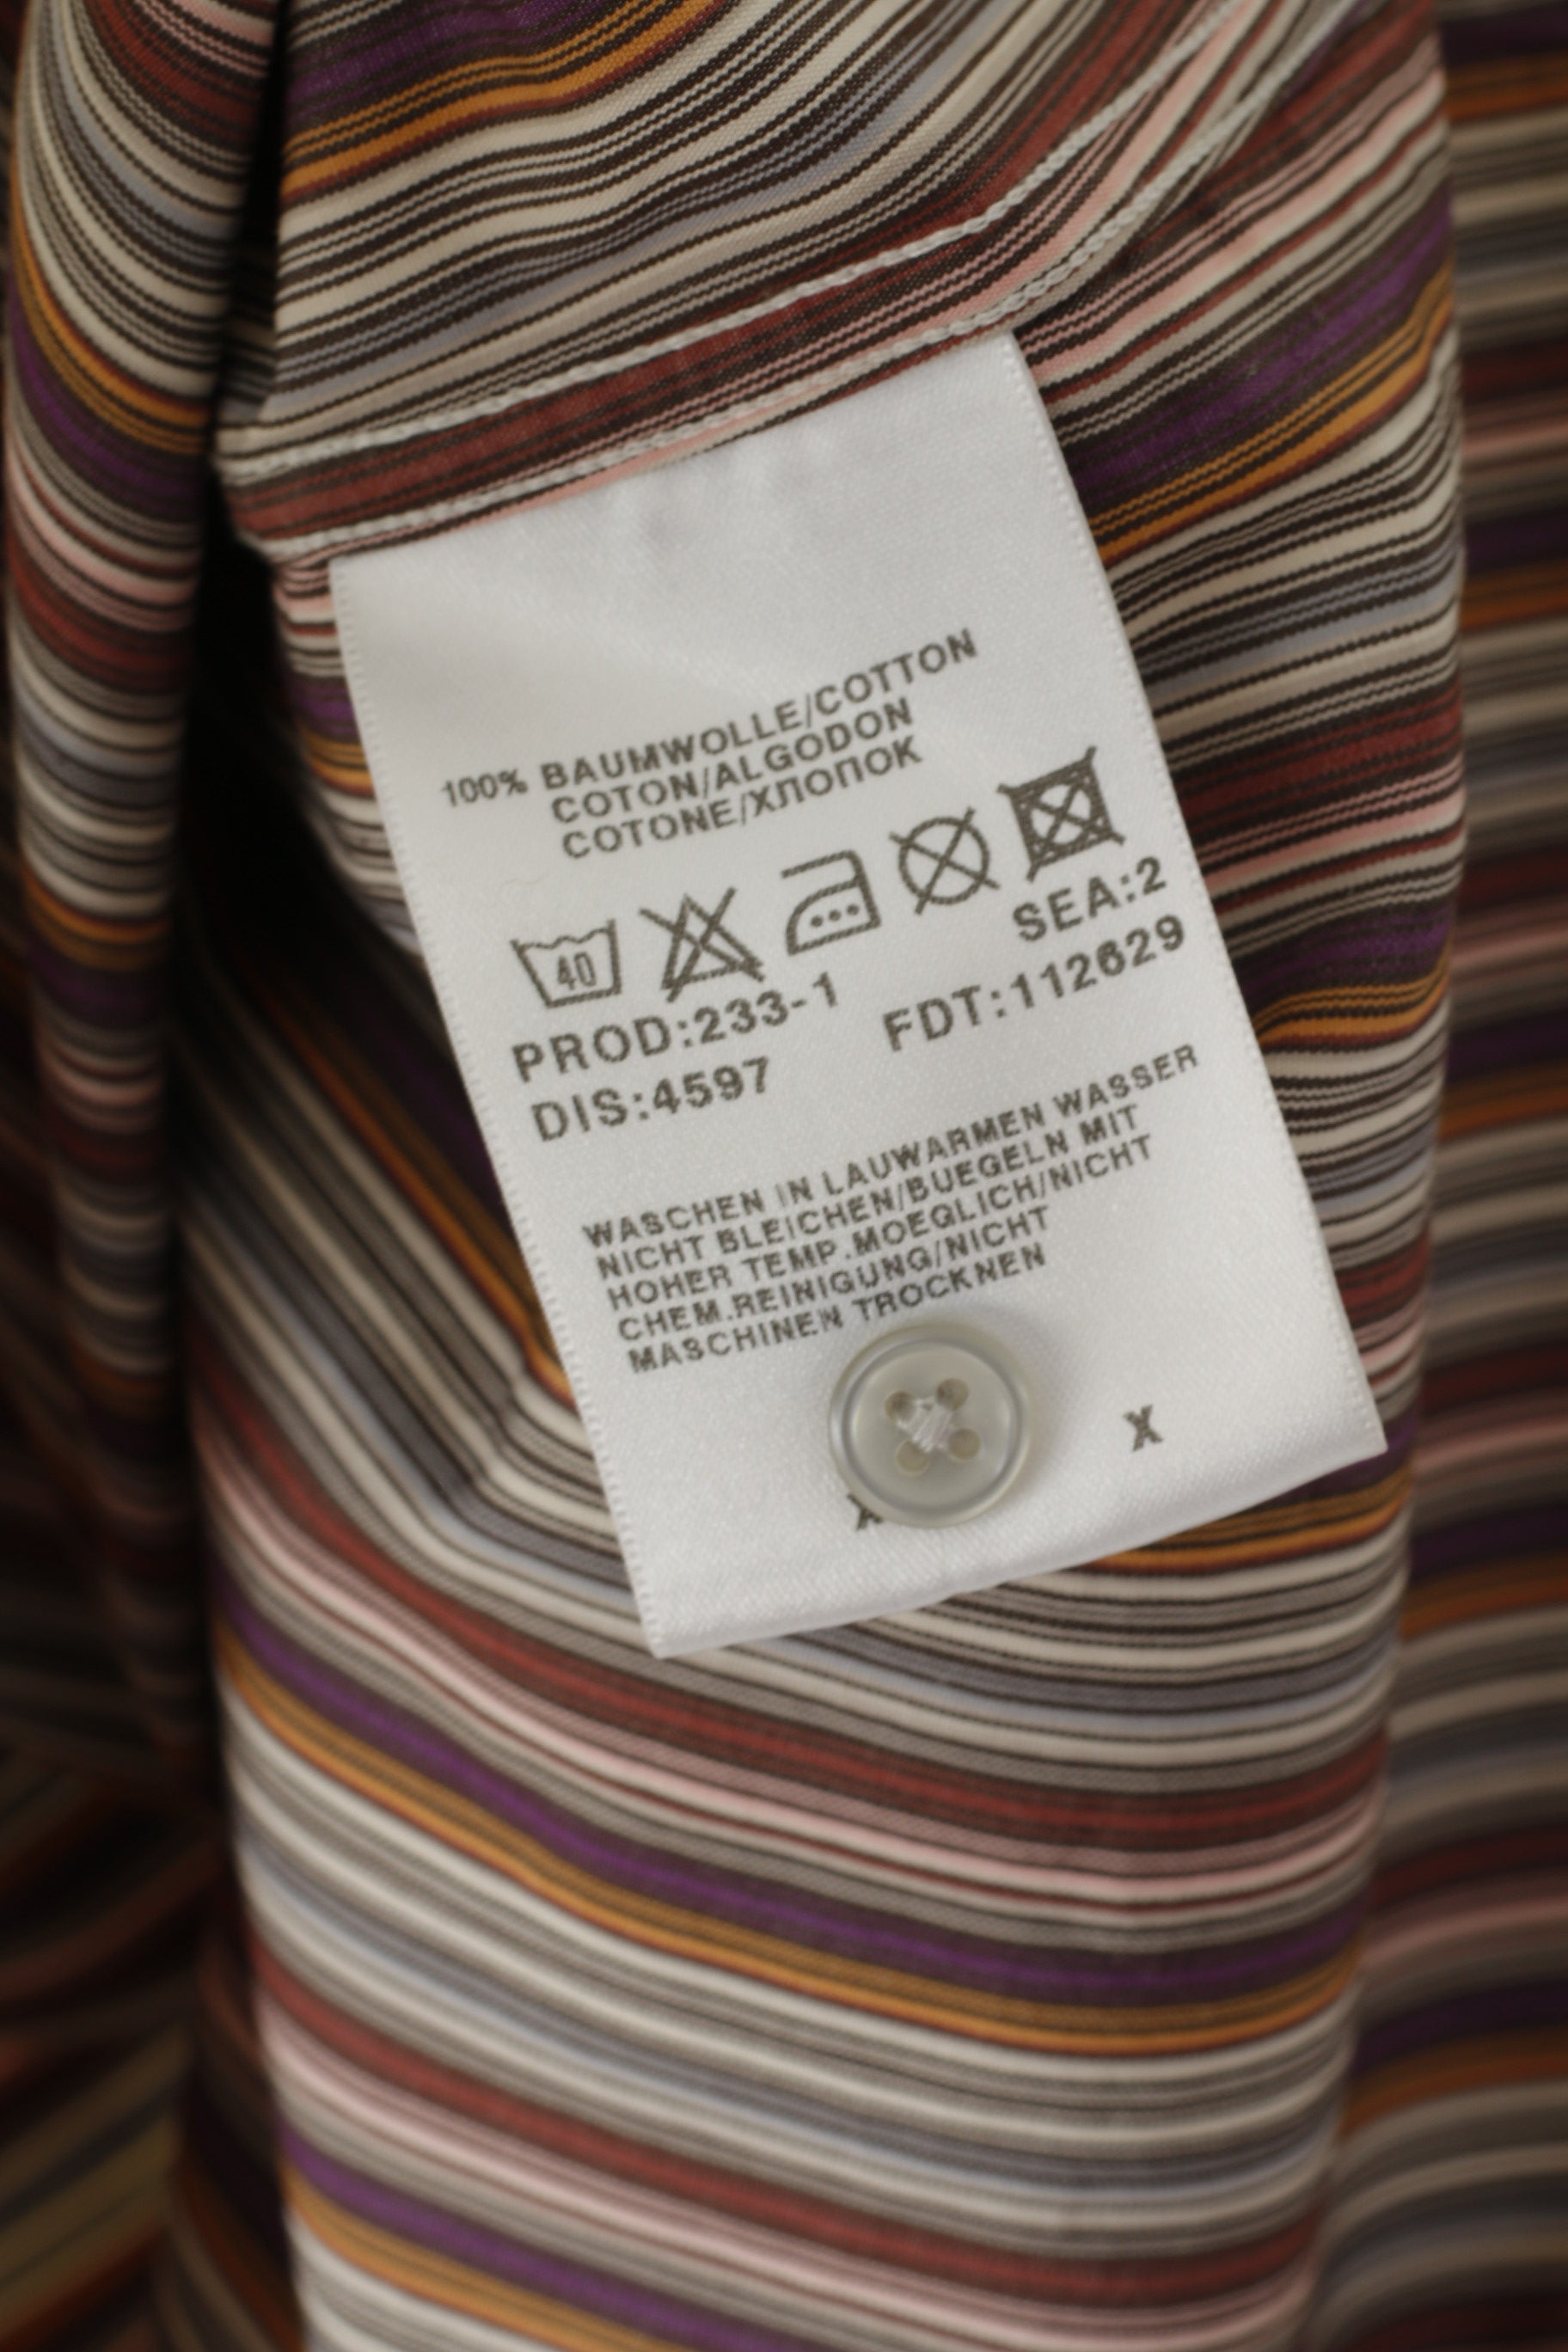 100% BAUMWOLLE/COTTON
COTON/ALGODON
COTONE/ХЛОПОК
40
SEA:2
PROD:233-1 FDT:112629
DIS:4597
WASCHEN IN LAUWARMEN WASSER
NICHT BLEICHEN/BUEGELN MIT
HOHER TEMP.MOEGLICH/NICHT
CHEM.REINIGUNG/NICHT
MASCHINEN TROCKNEN
X X